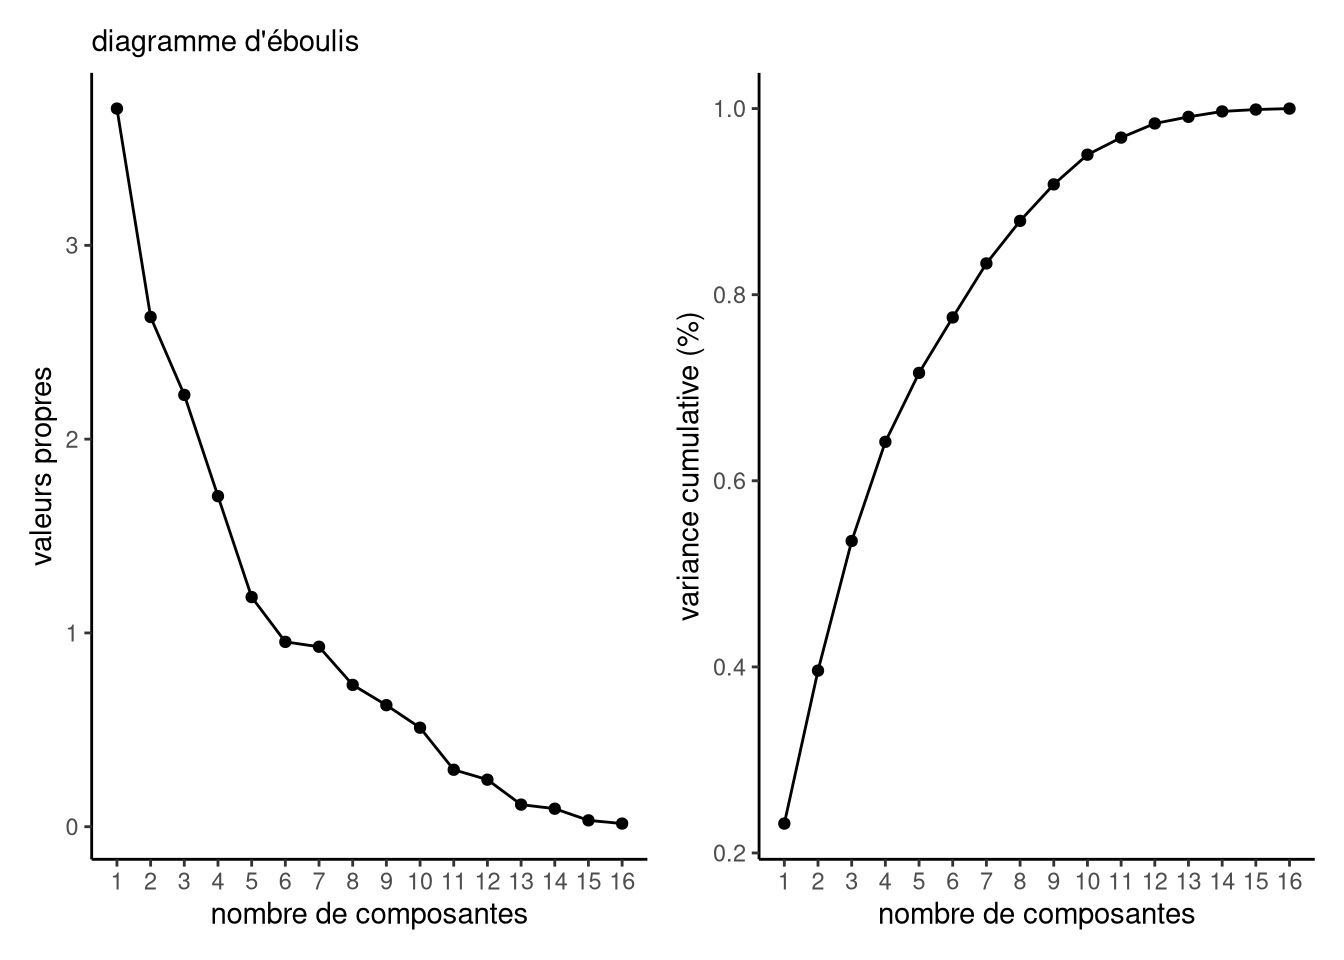 diagramme d'éboulis
valeurs propres
3
2
1
0
1 2 3 4 5 6 7 8 9 10 11 12 13 14 15 16
nombre de composantes
variance cumulative (%)
1.0
0.8
0.6
0.4
0.2
1 2 3 4 5 6 7 8 9 10 11 12 13 14 15 16
nombre de composantes